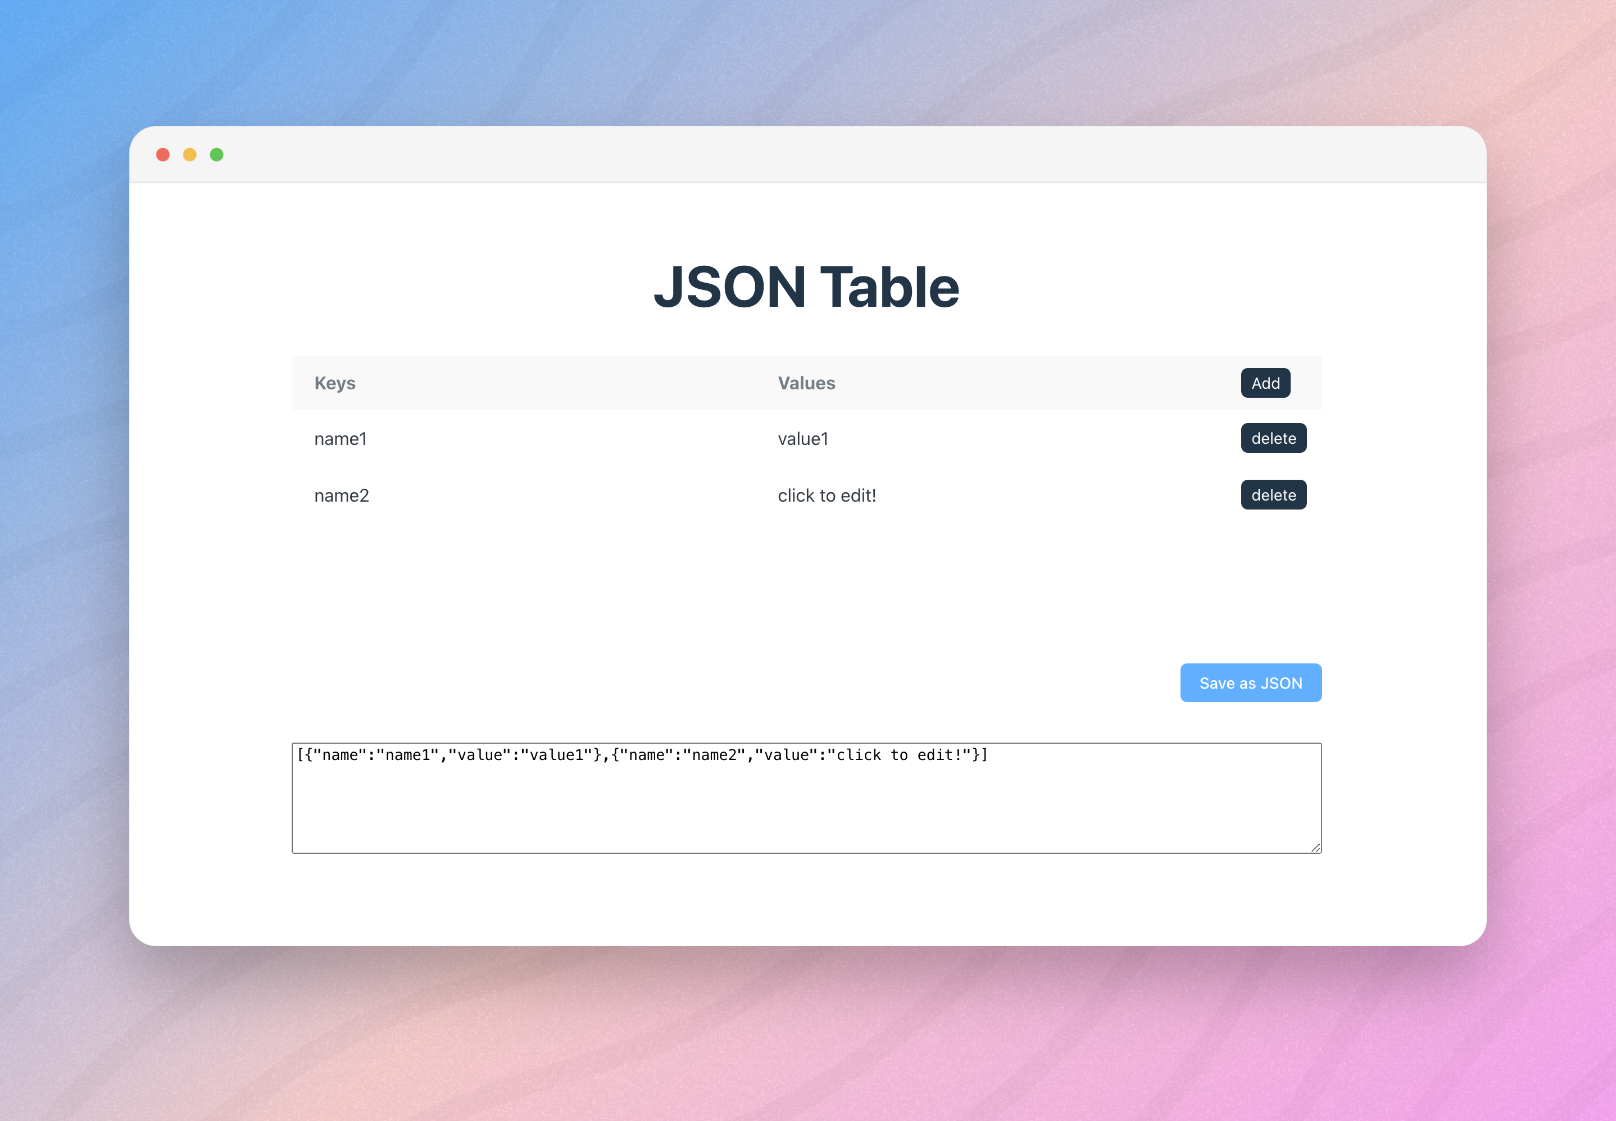 JSON Table
Keys Values Add
name1 value1 delete
name2 click to edit! delete
Save as JSON
[{"name":"name1","value":"value1"},{"name":"name2","value":"click to edit!"}]